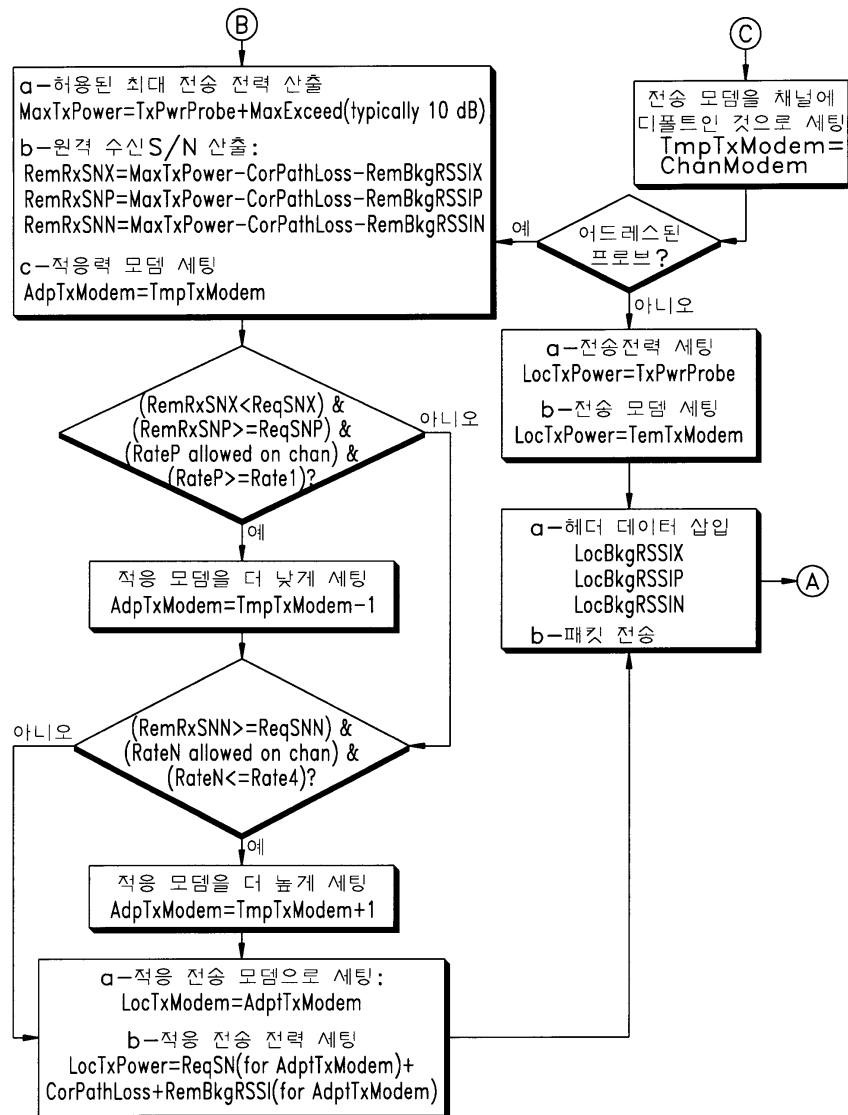 B
a-허용된 최대 전송 전력 산출
MaxTxPower=TxPwrProbe+MaxExceed(typically 10 dB)
b-원격 수신S/N 산출:
RemRxSNX=MaxTxPower-CorPathLoss-RemBkgRSSIX
RemRxSNP=MaxTxPower-CorPathLoss-RemBkgRSSIP
RemRxSNN=MaxTxPower-CorPathLoss-RemBkgRSSIN
c-적응력 모뎀 세팅
AdpTxModem=TmpTxModem
(RemRxSNX<ReqSNX) &
(RemRxSNP>=ReqSNP) &
(RateP allowed on chan) &
(RateP>=Rate1)?
아니오
예
적응 모뎀을 더 낮게 세팅
AdpTxModem=TmpTxModem-1
(RemRxSNN>=ReqSNN) &
(RateN allowed on chan) &
(RateN<=Rate4)?
아니오
예
적응 모뎀을 더 높게 세팅
AdpTxModem=TmpTxModem+1
a-적응 전송 모뎀으로 세팅:
LocTxModem=AdptTxModem
b-적응 전송 전력 세팅
LocTxPower=ReqSN(for AdptTxModem)+
CorPathLoss+RemBkgRSSI(for AdptTxModem)
C
전송 모뎀을 채널에
디폴트인 것으로 세팅
TmpTxModem=
ChanModem
어드레스된
프로브?
예
아니오
a-전송전력 세팅
LocTxPower=TxPwrProbe
b-전송 모뎀 세팅
LocTxPower=TemTxModem
a-헤더 데이터 삽입
LocBkgRSSIX
LocBkgRSSIP
LocBkgRSSIN
b-패킷 전송
A